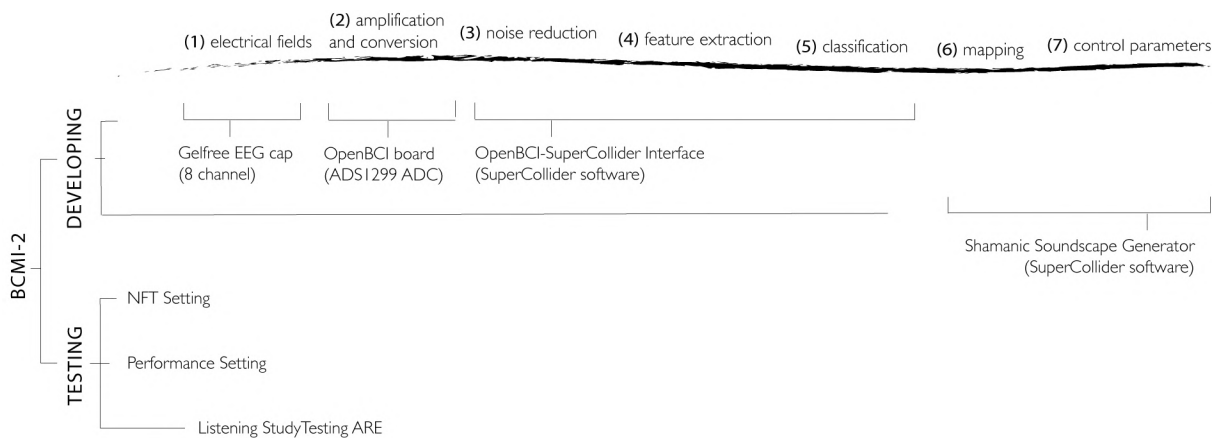 (1) electrical fields
(2) amplification
and conversion
(3) noise reduction
(4) feature extraction
(5) classification
(6) mapping
(7) control parameters
BCMI-2
DEVELOPING
Gelfree EEG cap
(8 channel)
OpenBCI board
(ADS1299 ADC)
OpenBCI-SuperCollider Interface
(SuperCollider software)
Shamanic Soundscape Generator
(SuperCollider software)
TESTING
NFT Setting
Performance Setting
Listening StudyTesting ARE